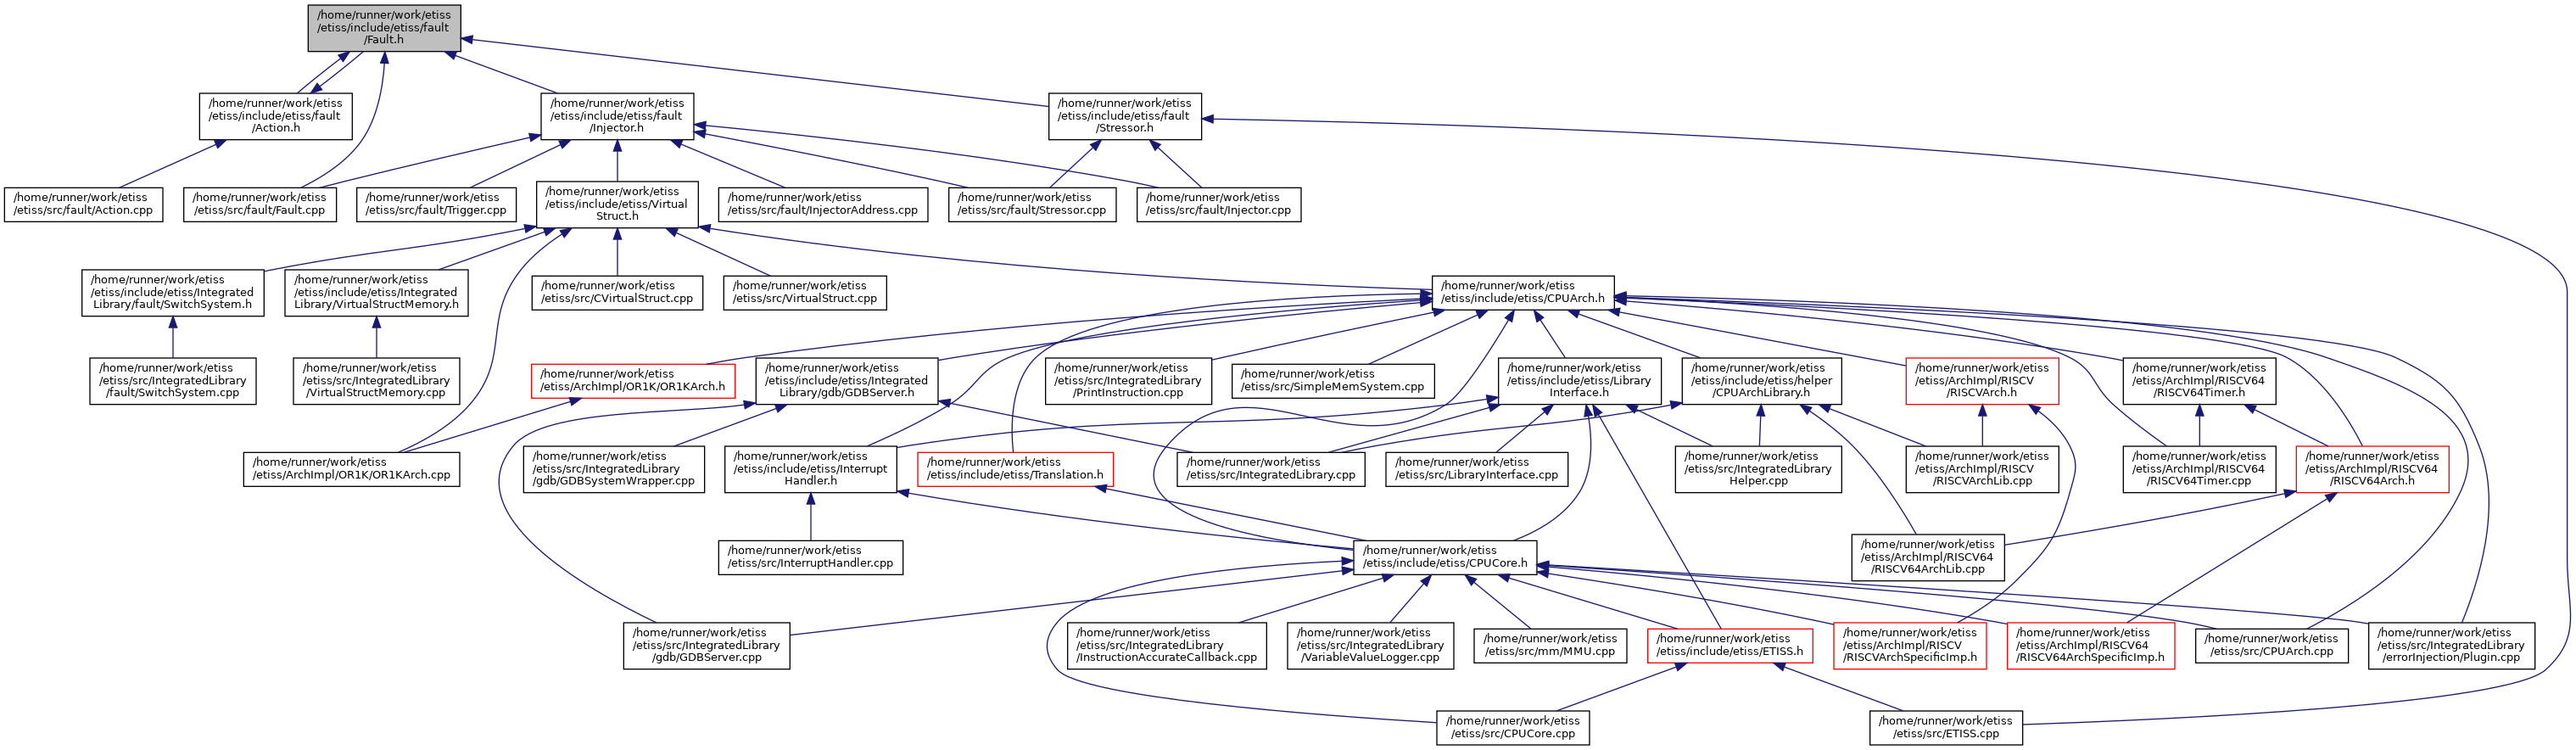 /home/runner/work/etiss
/etiss/include/etiss/fault
/Fault.h
/home/runner/work/etiss
/etiss/include/etiss/fault
/Action.h
/home/runner/work/etiss
/etiss/include/etiss/fault
/Injector.h
/home/runner/work/etiss
/etiss/include/etiss/fault
/Stressor.h
/home/runner/work/etiss
/etiss/src/fault/Action.cpp
/home/runner/work/etiss
/etiss/src/fault/Fault.cpp
/home/runner/work/etiss
/etiss/src/fault/Trigger.cpp
/home/runner/work/etiss
/etiss/include/etiss/Virtual
Struct.h
/home/runner/work/etiss
/etiss/src/fault/InjectorAddress.cpp
/home/runner/work/etiss
/etiss/src/fault/Stressor.cpp
/home/runner/work/etiss
/etiss/src/fault/Injector.cpp
/home/runner/work/etiss
/etiss/include/etiss/Integrated
Library/fault/SwitchSystem.h
/home/runner/work/etiss
/etiss/include/etiss/Integrated
Library/VirtualStructMemory.h
/home/runner/work/etiss
/etiss/src/CVirtualStruct.cpp
/home/runner/work/etiss
/etiss/src/VirtualStruct.cpp
/home/runner/work/etiss
/etiss/include/etiss/CPUArch.h
/home/runner/work/etiss
/etiss/src/IntegratedLibrary
/fault/SwitchSystem.cpp
/home/runner/work/etiss
/etiss/src/IntegratedLibrary
/VirtualStructMemory.cpp
/home/runner/work/etiss
/etiss/ArchImpl/OR1K/OR1KArch.h
/home/runner/work/etiss
/etiss/include/etiss/Integrated
Library/gdb/GDBServer.h
/home/runner/work/etiss
/etiss/src/IntegratedLibrary
/PrintInstruction.cpp
/home/runner/work/etiss
/etiss/src/SimpleMemSystem.cpp
/home/runner/work/etiss
/etiss/include/etiss/Library
Interface.h
/home/runner/work/etiss
/etiss/include/etiss/helper
/CPUArchLibrary.h
/home/runner/work/etiss
/etiss/ArchImpl/RISCV
/RISCVArch.h
/home/runner/work/etiss
/etiss/ArchImpl/RISCV64
/RISCV64Timer.h
/home/runner/work/etiss
/etiss/ArchImpl/OR1K/OR1KArch.cpp
/home/runner/work/etiss
/etiss/src/IntegratedLibrary
/gdb/GDBSystemWrapper.cpp
/home/runner/work/etiss
/etiss/include/etiss/Interrupt
Handler.h
/home/runner/work/etiss
/etiss/include/etiss/Translation.h
/home/runner/work/etiss
/etiss/src/IntegratedLibrary.cpp
/home/runner/work/etiss
/etiss/src/LibraryInterface.cpp
/home/runner/work/etiss
/etiss/src/IntegratedLibrary
Helper.cpp
/home/runner/work/etiss
/etiss/ArchImpl/RISCV
/RISCVArchLib.cpp
/home/runner/work/etiss
/etiss/ArchImpl/RISCV64
/RISCV64Timer.cpp
/home/runner/work/etiss
/etiss/ArchImpl/RISCV64
/RISCV64Arch.h
/home/runner/work/etiss
/etiss/src/InterruptHandler.cpp
/home/runner/work/etiss
/etiss/include/etiss/CPUCore.h
/home/runner/work/etiss
/etiss/ArchImpl/RISCV64
/RISCV64ArchLib.cpp
/home/runner/work/etiss
/etiss/src/IntegratedLibrary
/gdb/GDBServer.cpp
/home/runner/work/etiss
/etiss/src/IntegratedLibrary
/InstructionAccurateCallback.cpp
/home/runner/work/etiss
/etiss/src/IntegratedLibrary
/VariableValueLogger.cpp
/home/runner/work/etiss
/etiss/src/mm/MMU.cpp
/home/runner/work/etiss
/etiss/include/etiss/ETISS.h
/home/runner/work/etiss
/etiss/ArchImpl/RISCV
/RISCVArchSpecificImp.h
/home/runner/work/etiss
/etiss/ArchImpl/RISCV64
/RISCV64ArchSpecificImp.h
/home/runner/work/etiss
/etiss/src/CPUArch.cpp
/home/runner/work/etiss
/etiss/src/IntegratedLibrary
/errorInjection/Plugin.cpp
/home/runner/work/etiss
/etiss/src/CPUCore.cpp
/home/runner/work/etiss
/etiss/src/ETISS.cpp